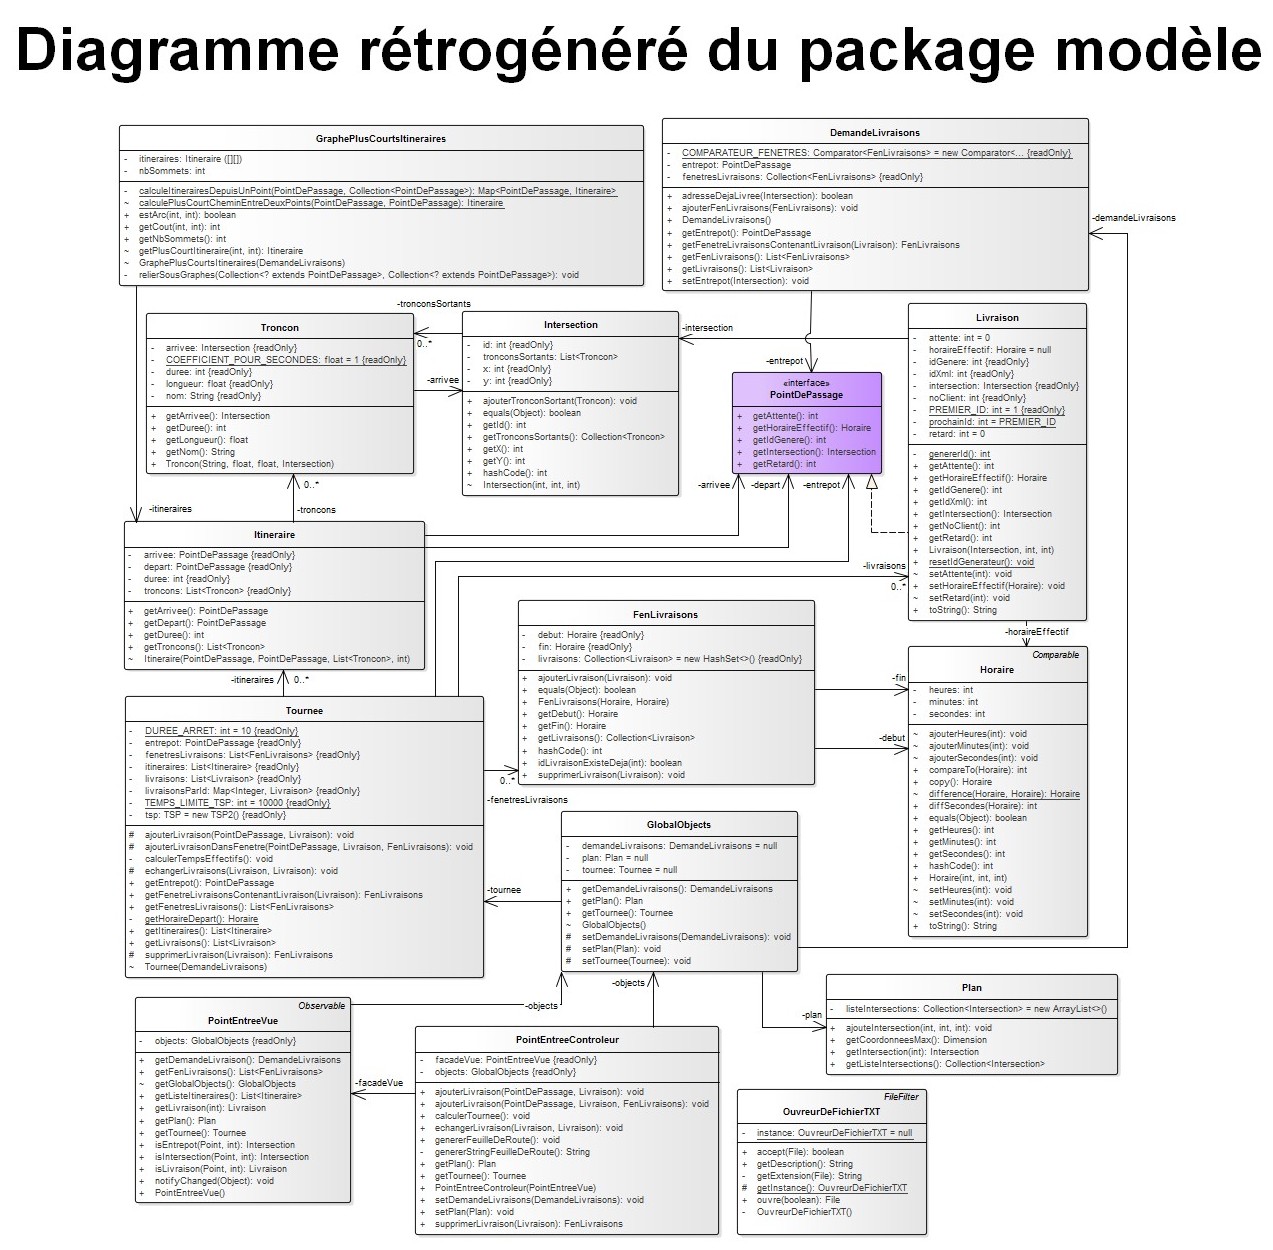 Diagramme rétrogénéré du package modèle
GraphePlusCourtsItineraires
- itineraires: Itineraire ([][])
- nbSommets: int
- calculeItinerairesDepuisUnPoint(PointDePassage, Collection<PointDePassage>): Map<PointDePassage, Itineraire>
~ calculePlusCourtCheminEntreDeuxPoints(PointDePassage, PointDePassage): Itineraire
+ estArc(int, int): boolean
+ getCout(int, int): int
+ getNbSommets(): int
~ getPlusCourtItineraire(int, int): Itineraire
~ GraphePlusCourtsItineraires(DemandeLivraisons)
- relierSousGraphes(Collection<? extends PointDePassage>, Collection<? extends PointDePassage>): void
DemandeLivraisons
- COMPARATEUR_FENETRES: Comparator<FenLivraisons> = new Comparator<... {readOnly}
- entrepot: PointDePassage
- fenetresLivraisons: Collection<FenLivraisons> {readOnly}
+ adresseDejaLivree(Intersection): boolean
+ ajouterFenLivraisons(FenLivraisons): void
+ DemandeLivraisons()
+ getEntrepot(): PointDePassage
+ getFenetreLivraisonsContenantLivraison(Livraison): FenLivraisons
+ getFenLivraisons(): List<FenLivraisons>
+ getLivraisons(): List<Livraison>
+ setEntrepot(Intersection): void
-demandeLivraisons
-tronconsSortants
0..*
-arrivee
-intersection
-entrepot
Troncon
- arrivee: Intersection {readOnly}
- COEFFICIENT_POUR_SECONDES: float = 1 {readOnly}
- duree: int {readOnly}
- longueur: float {readOnly}
- nom: String {readOnly}
+ getArrivee(): Intersection
+ getDuree(): int
+ getLongueur(): float
+ getNom(): String
+ Troncon(String, float, float, Intersection)
Intersection
- id: int {readOnly}
- tronconsSortants: List<Troncon>
- x: int {readOnly}
- y: int {readOnly}
+ ajouterTronconSortant(Troncon): void
+ equals(Object): boolean
+ getId(): int
+ getTronconsSortants(): Collection<Troncon>
+ getX(): int
+ getY(): int
+ hashCode(): int
~ Intersection(int, int, int)
«interface»
PointDePassage
+ getAttente(): int
+ getHoraireEffectif(): Horaire
+ getIdGenere(): int
+ getIntersection(): Intersection
+ getRetard(): int
Livraison
- attente: int = 0
- horaireEffectif: Horaire = null
- idGenere: int {readOnly}
- idXml: int {readOnly}
- intersection: Intersection {readOnly}
- noClient: int {readOnly}
- PREMIER_ID: int = 1 {readOnly}
- prochainId: int = PREMIER_ID
- retard: int = 0
- genererId(): int
+ getAttente(): int
+ getHoraireEffectif(): Horaire
+ getIdGenere(): int
+ getIdXml(): int
+ getIntersection(): Intersection
+ getNoClient(): int
+ getRetard(): int
+ Livraison(Intersection, int, int)
+ resetIdGenerateur(): void
~ setAttente(int): void
+ setHoraireEffectif(Horaire): void
~ setRetard(int): void
+ toString(): String
-arrivee
-depart
-entrepot
0..*
-troncons
-itineraires
-livraisons
0..*
Itineraire
- arrivee: PointDePassage {readOnly}
- depart: PointDePassage {readOnly}
- duree: int {readOnly}
- troncons: List<Troncon> {readOnly}
+ getArrivee(): PointDePassage
+ getDepart(): PointDePassage
+ getDuree(): int
+ getTroncons(): List<Troncon>
~ Itineraire(PointDePassage, PointDePassage, List<Troncon>, int)
-itineraires
0..*
FenLivraisons
- debut: Horaire {readOnly}
- fin: Horaire {readOnly}
- livraisons: Collection<Livraison> = new HashSet<>() {readOnly}
+ ajouterLivraison(Livraison): void
+ equals(Object): boolean
+ FenLivraisons(Horaire, Horaire)
+ getDebut(): Horaire
+ getFin(): Horaire
+ getLivraisons(): Collection<Livraison>
+ hashCode(): int
+ idLivraisonExisteDeja(int): boolean
+ supprimerLivraison(Livraison): void
-horaireEffectif
-fin
-debut
Comparable
Horaire
- heures: int
- minutes: int
- secondes: int
~ ajouterHeures(int): void
~ ajouterMinutes(int): void
~ ajouterSecondes(int): void
+ compareTo(Horaire): int
+ copy(): Horaire
~ difference(Horaire, Horaire): Horaire
+ diffSecondes(Horaire): int
+ equals(Object): boolean
+ getHeures(): int
+ getMinutes(): int
+ getSecondes(): int
+ hashCode(): int
+ Horaire(int, int, int)
~ setHeures(int): void
~ setMinutes(int): void
~ setSecondes(int): void
+ toString(): String
Tournee
- DUREE_ARRET: int = 10 {readOnly}
- entrepot: PointDePassage {readOnly}
- fenetresLivraisons: List<FenLivraisons> {readOnly}
- itineraires: List<Itineraire> {readOnly}
- livraisons: List<Livraison> {readOnly}
- livraisonsParId: Map<Integer, Livraison> {readOnly}
- TEMPS_LIMITE_TSP: int = 10000 {readOnly}
- tsp: TSP = new TSP2() {readOnly}
# ajouterLivraison(PointDePassage, Livraison): void
# ajouterLivraisonDansFenetre(PointDePassage, Livraison, FenLivraisons): void
- calculerTempsEffectifs(): void
# echangerLivraisons(Livraison, Livraison): void
+ getEntrepot(): PointDePassage
+ getFenetreLivraisonsContenantLivraison(Livraison): FenLivraisons
+ getFenetresLivraisons(): List<FenLivraisons>
- getHoraireDepart(): Horaire
+ getItineraires(): List<Itineraire>
+ getLivraisons(): List<Livraison>
# supprimerLivraison(Livraison): FenLivraisons
~ Tournee(DemandeLivraisons)
0..*
-fenetresLivraisons
-tournee
GlobalObjects
- demandeLivraisons: DemandeLivraisons = null
- plan: Plan = null
- tournee: Tournee = null
+ getDemandeLivraisons(): DemandeLivraisons
+ getPlan(): Plan
+ getTournee(): Tournee
~ GlobalObjects()
# setDemandeLivraisons(DemandeLivraisons): void
# setPlan(Plan): void
# setTournee(Tournee): void
-objects
-objects
-plan
Plan
- listeIntersections: Collection<Intersection> = new ArrayList<>()
+ ajouteIntersection(int, int, int): void
+ getCoordonneesMax(): Dimension
+ getIntersection(int): Intersection
+ getListeIntersections(): Collection<Intersection>
Observable
PointEntreeVue
- objects: GlobalObjects {readOnly}
+ getDemandeLivraison(): DemandeLivraisons
+ getFenLivraisons(): List<FenLivraisons>
~ getGlobalObjects(): GlobalObjects
+ getListeItineraires(): List<Itineraire>
+ getLivraison(int): Livraison
+ getPlan(): Plan
+ getTournee(): Tournee
+ isEntrepot(Point, int): Intersection
+ isIntersection(Point, int): Intersection
+ isLivraison(Point, int): Livraison
+ notifyChanged(Object): void
+ PointEntreeVue()
-facadeVue
PointEntreeControleur
- facadeVue: PointEntreeVue {readOnly}
- objects: GlobalObjects {readOnly}
+ ajouterLivraison(PointDePassage, Livraison): void
+ ajouterLivraison(PointDePassage, Livraison, FenLivraisons): void
+ calculerTournee(): void
+ echangerLivraison(Livraison, Livraison): void
+ genererFeuilleDeRoute(): void
- genererStringFeuilleDeRoute(): String
+ getPlan(): Plan
+ getTournee(): Tournee
+ PointEntreeControleur(PointEntreeVue)
+ setDemandeLivraisons(DemandeLivraisons): void
+ setPlan(Plan): void
+ supprimerLivraison(Livraison): FenLivraisons
FileFilter
OuvreurDeFichierTXT
- instance: OuvreurDeFichierTXT = null
+ accept(File): boolean
+ getDescription(): String
- getExtension(File): String
# getInstance(): OuvreurDeFichierTXT
+ ouvre(boolean): File
- OuvreurDeFichierTXT()